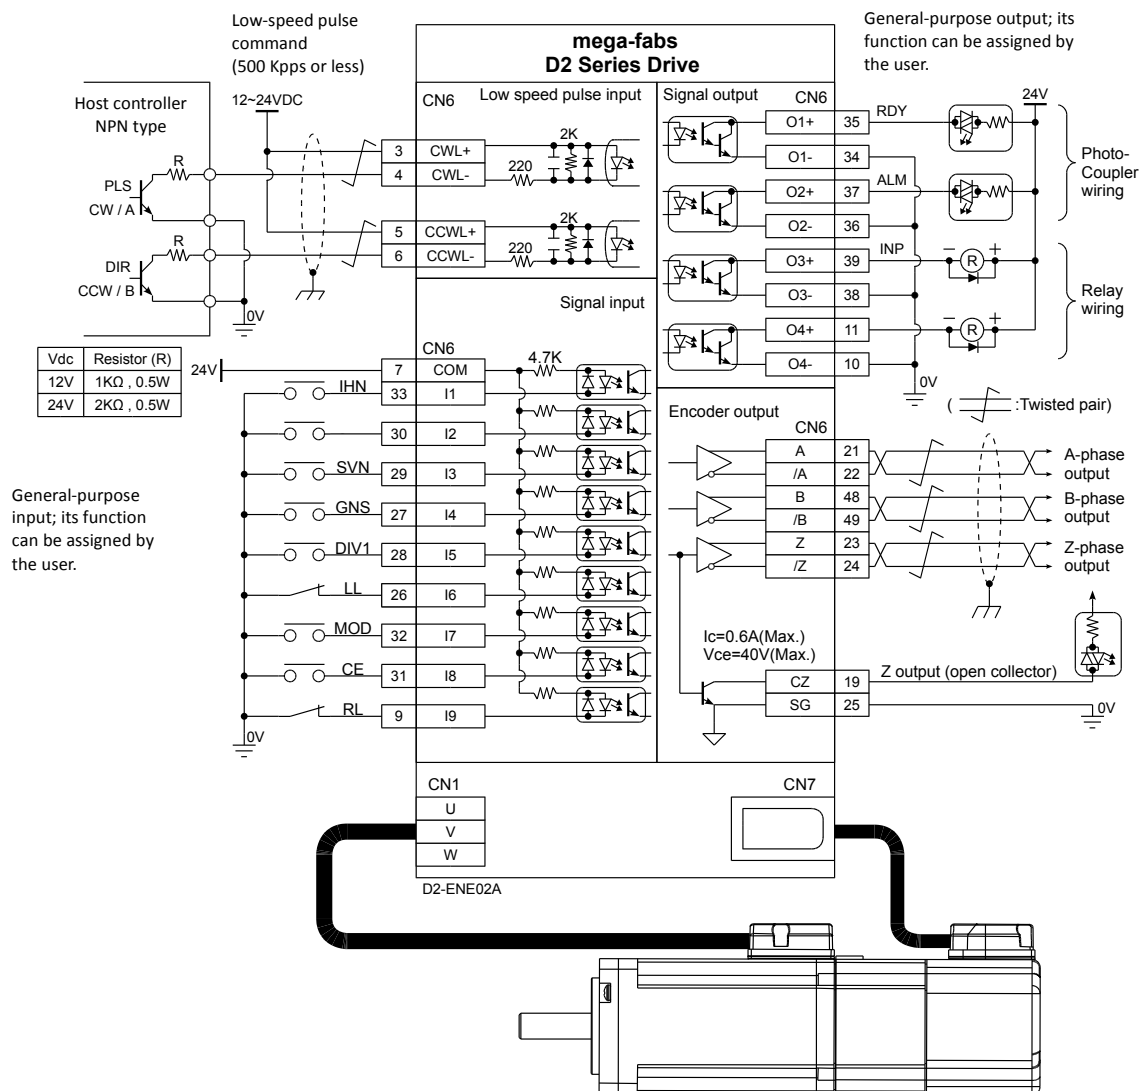 Low-speed pulse
command
(500 Kpps or less)
General-purpose output; its
function can be assigned by
the user.
mega-fabs
D2 Series Drive
Host controller
NPN type
12~24VDC
R
PLS
CW / A
R
DIR
CCW / B
0V
CN6
Low speed pulse input
3 CWL+
4 CWL-
220
2K
5 CCWL+
6 CCWL-
220
2K
Signal output
CN6
O1+ 35 RDY
O1- 34
O2+ 37 ALM
O2- 36
O3+ 39 INP
O3- 38
O4+ 11
O4- 10
24V
Photo-
Coupler
wiring
R
Relay
wiring
R
0V
Vdc Resistor (R)
12V 1KΩ , 0.5W
24V 2KΩ , 0.5W
Signal input
CN6
24V
4.7K
7 COM
IHN 33 I1
30 I2
SVN 29 I3
GNS 27 I4
DIV1 28 I5
LL 26 I6
MOD 32 I7
CE 31 I8
RL 9 I9
0V
General-purpose
input; its function
can be assigned by
the user.
( :Twisted pair)
Encoder output
CN6
A 21
/A 22
B 48
/B 49
Z 23
/Z 24
A-phase
output
B-phase
output
Z-phase
output
Ic=0.6A(Max.)
Vce=40V(Max.)
CZ 19 Z output (open collector)
SG 25
0V
CN1
U
V
W
CN7
D2-ENE02A